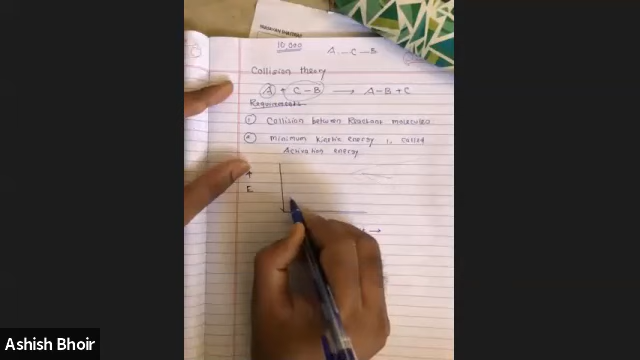 10,000
A - C - B
Collision theory
A + C - B → A - B + C
Requirements
① Collision between Reactant molecules
② Minimum Kinetic energy is called
Activation energy
↑
E
→
Ashish Bhoir